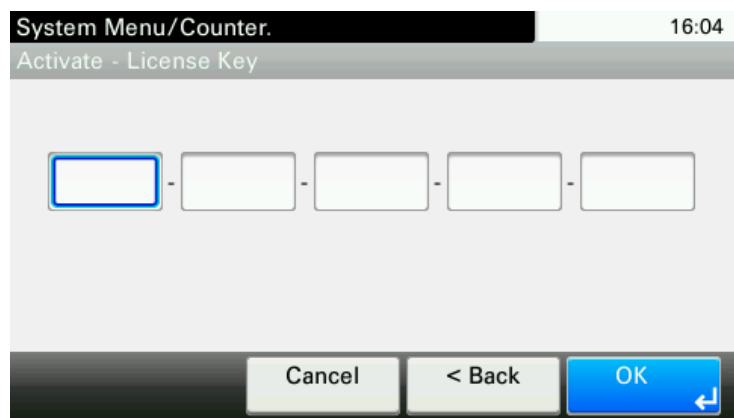 System Menu/Counter. 16:04
Activate - License Key
- - - -
Cancel < Back OK